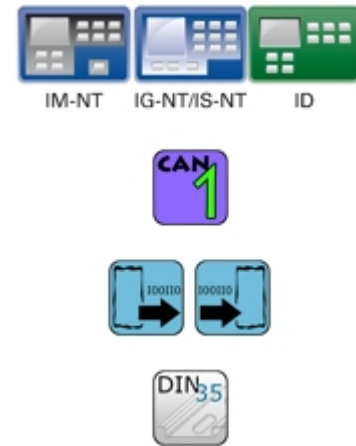 IM-NT IG-NT/IS-NT ID
CAN
1
100110 100110
DIN 35